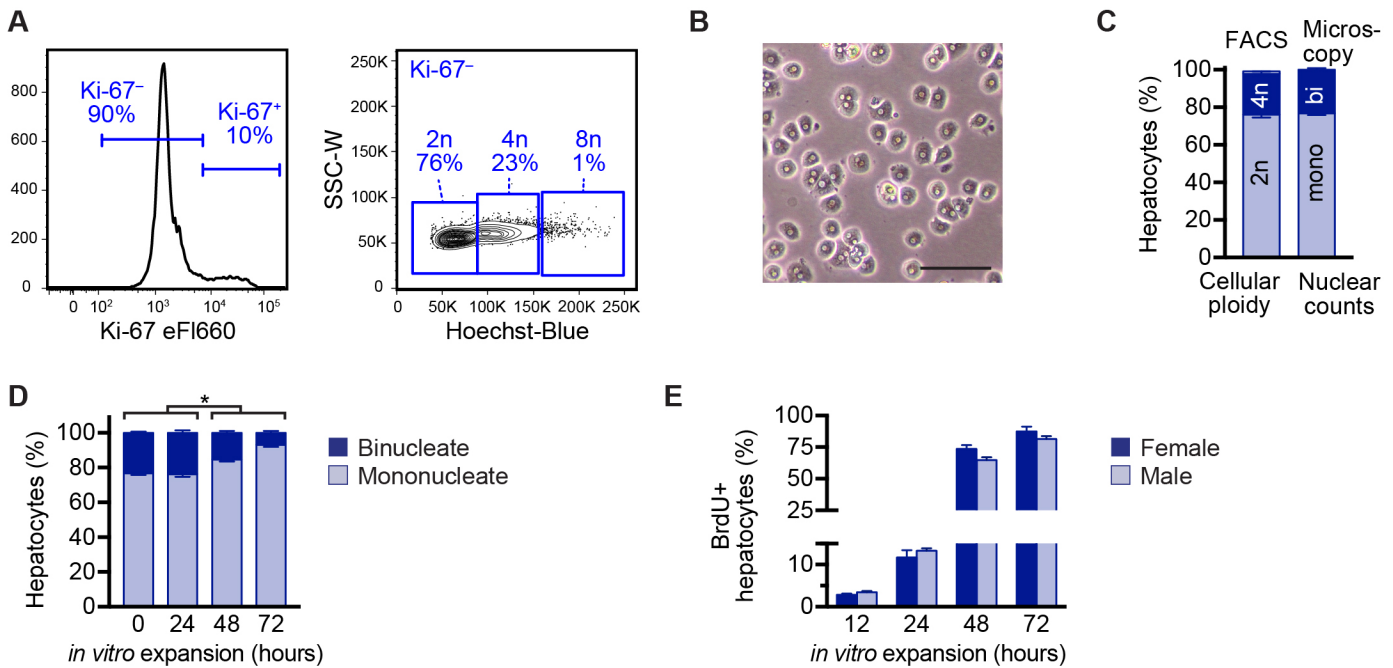 A
800
600
400
200
0
Ki-67–
90%
Ki-67+
10%
0
10²
10³
10⁴
10⁵
Ki-67 eFl660
SSC-W
250K
200K
150K
100K
50K
0
Ki-67–
2n
76%
4n
23%
8n
1%
0
50K
100K
150K
200K
250K
Hoechst-Blue
B
C
FACS
Micros-
copy
Hepatocytes (%)
100
80
60
40
20
0
4n
2n
bi
mono
Cellular
ploidy
Nuclear
counts
D
*
Hepatocytes (%)
100
80
60
40
20
0
0
24
48
72
in vitro expansion (hours)
Binucleate
Mononucleate
E
BrdU+
hepatocytes (%)
100
75
50
25
10
0
12
24
48
72
in vitro expansion (hours)
Female
Male